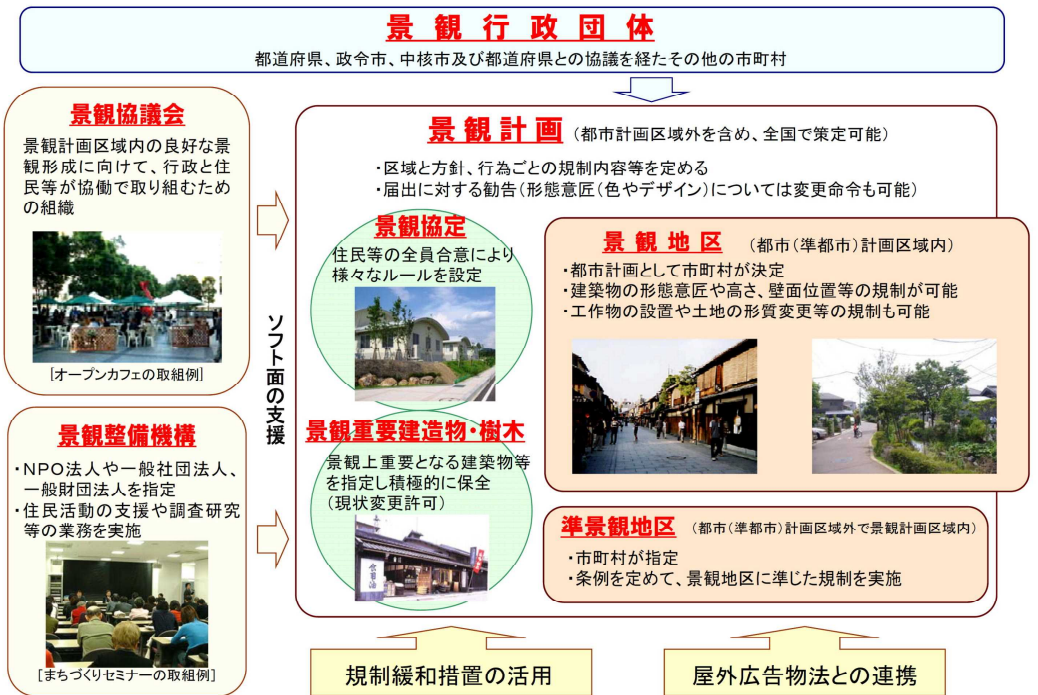 景観行政団体
都道府県、政令市、中核市及び都道府県との協議を経たその他の市町村
景観協議会
景観計画区域内の良好な景
観形成に向けて、行政と住
民等が協働で取り組むため
の組織
[オープンカフェの取組例]
景観整備機構
・NPO法人や一般社団法人、
一般財団法人を指定
・住民活動の支援や調査研究
等の業務を実施
[まちづくりセミナーの取組例]
ソフト面の支援
景観計画 (都市計画区域外を含め、全国で策定可能)
・区域と方針、行為ごとの規制内容等を定める
・届出に対する勧告(形態意匠(色やデザイン)については変更命令も可能)
景観協定
住民等の全員合意により
様々なルールを設定
景観重要建造物・樹木
景観上重要となる建築物等
を指定し積極的に保全
(現状変更許可)
景観地区 (都市(準都市)計画区域内)
・都市計画として市町村が決定
・建築物の形態意匠や高さ、壁面位置等の規制が可能
・工作物の設置や土地の形質変更等の規制も可能
準景観地区 (都市(準都市)計画区域外で景観計画区域内)
・市町村が指定
・条例を定めて、景観地区に準じた規制を実施
規制緩和措置の活用
屋外広告物法との連携